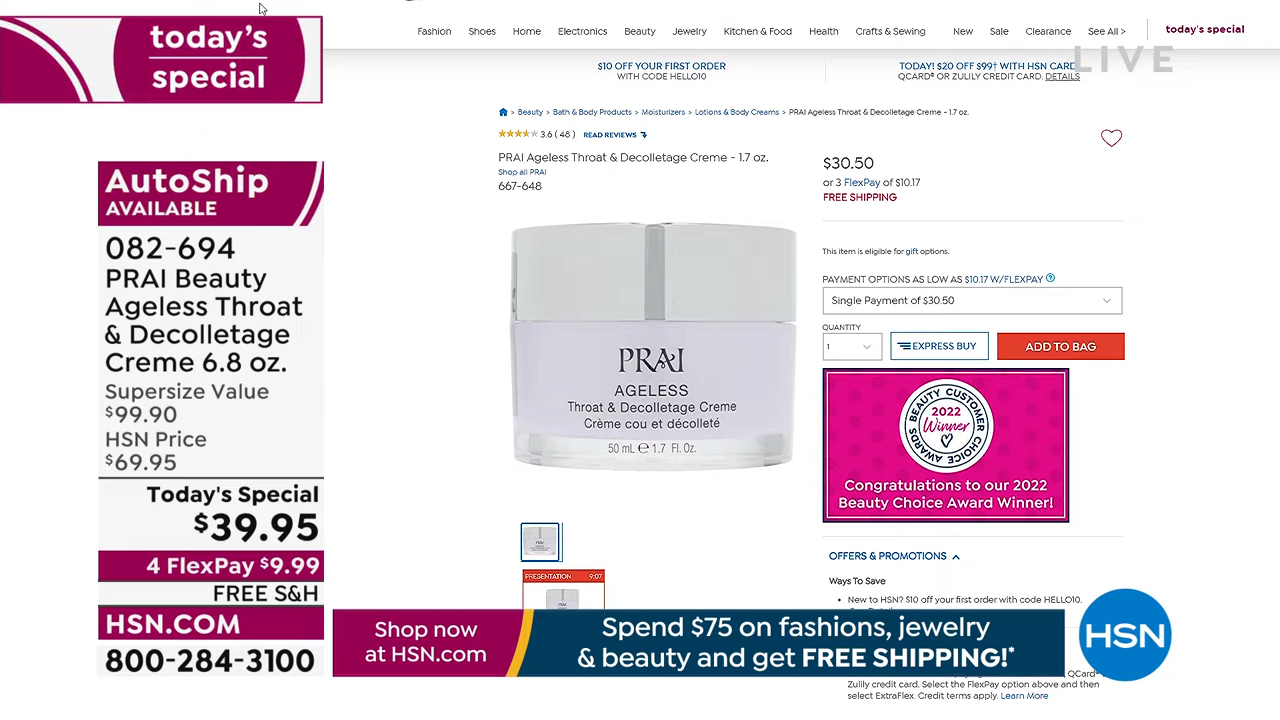 today's
special
Fashion Shoes Home Electronics Beauty Jewelry Kitchen & Food Health Crafts & Sewing New Sale Clearance See All > today's special
LIVE
$10 OFF YOUR FIRST ORDER
WITH CODE HELLO10
TODAY! $20 OFF $99† WITH HSN CARD
QCARD® OR ZULILY CREDIT CARD. DETAILS
> Beauty > Bath & Body Products > Moisturizers > Lotions & Body Creams > PRAI Ageless Throat & Decolletage Creme - 1.7 oz.
3.6 ( 48 ) READ REVIEWS
PRAI Ageless Throat & Decolletage Creme - 1.7 oz.
Shop all PRAI
667-648
$30.50
or 3 FlexPay of $10.17
FREE SHIPPING
This item is eligible for gift options.
PAYMENT OPTIONS AS LOW AS $10.17 W/FLEXPAY ?
Single Payment of $30.50
QUANTITY
1
EXPRESS BUY
ADD TO BAG
BEAUTY CUSTOMER CHOICE AWARDS
2022
Winner
Congratulations to our 2022
Beauty Choice Award Winner!
OFFERS & PROMOTIONS
Ways To Save
• New to HSN? $10 off your first order with code HELLO10.
QCard®
Zulily credit card. Select the FlexPay option above and then
select ExtraFlex. Credit terms apply. Learn More
PRAI
AGELESS
Throat & Decolletage Creme
Crème cou et décolleté
50 mL ℮ 1.7 Fl. Oz.
PRESENTATION 9:07
AutoShip
AVAILABLE
082-694
PRAI Beauty
Ageless Throat
& Decolletage
Creme 6.8 oz.
Supersize Value
$99.90
HSN Price
$69.95
Today's Special
$39.95
4 FlexPay $9.99
FREE S&H
HSN.COM
800-284-3100
Shop now
at HSN.com
Spend $75 on fashions, jewelry
& beauty and get FREE SHIPPING!*
HSN